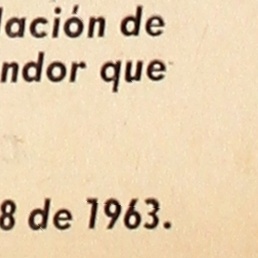 lación de
ndor que
8 de 1963.